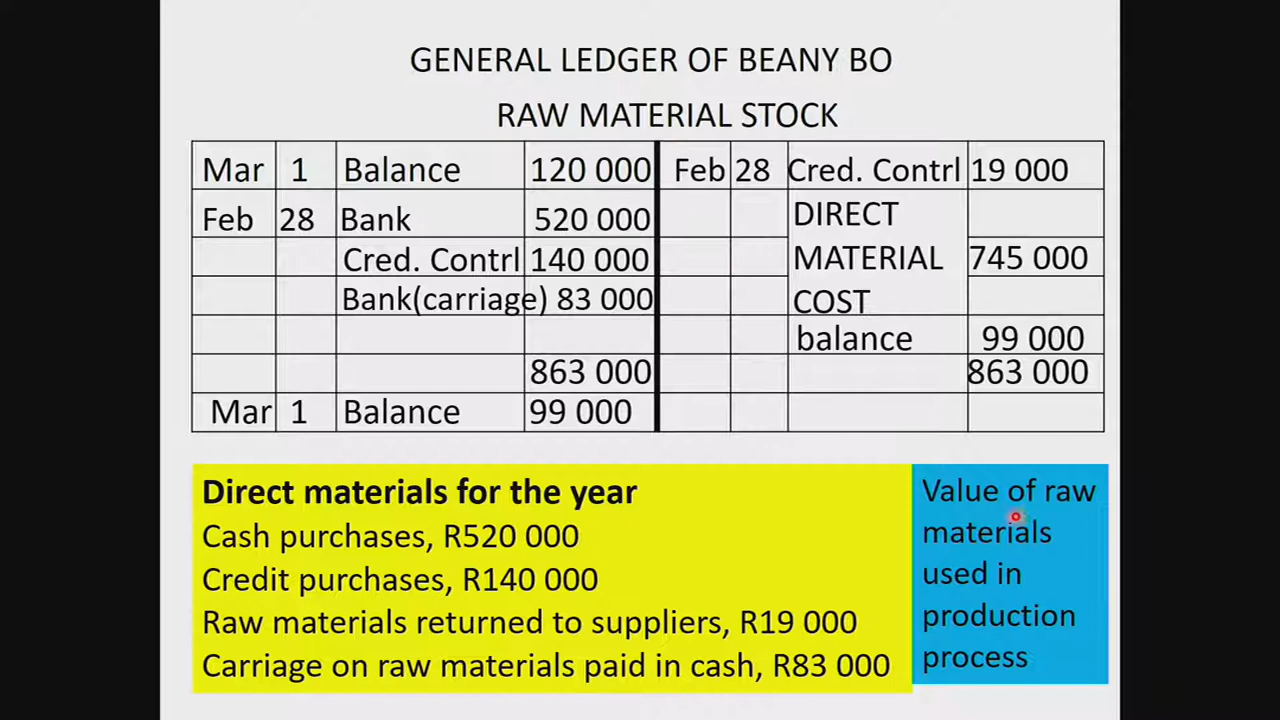 GENERAL LEDGER OF BEANY BO
RAW MATERIAL STOCK
Mar 1 Balance 120 000 Feb 28 Cred. Contrl 19 000
Feb 28 Bank 520 000 DIRECT
Cred. Contrl 140 000 MATERIAL 745 000
Bank(carriage) 83 000 COST
balance 99 000
863 000 863 000
Mar 1 Balance 99 000
Direct materials for the year
Cash purchases, R520 000
Credit purchases, R140 000
Raw materials returned to suppliers, R19 000
Carriage on raw materials paid in cash, R83 000
Value of raw
materials
used in
production
process